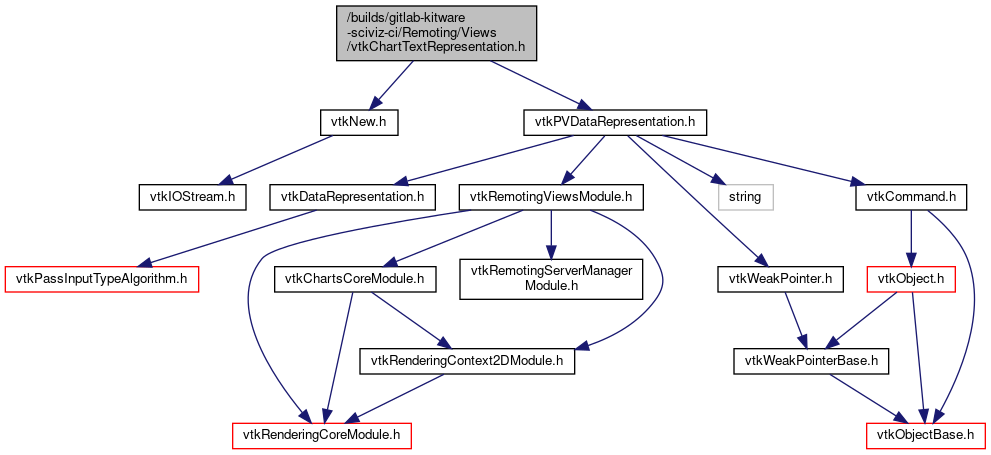 /builds/gitlab-kitware
-sciviz-ci/Remoting/Views
/vtkChartTextRepresentation.h
vtkNew.h
vtkPVDataRepresentation.h
vtkIOStream.h
vtkDataRepresentation.h
vtkRemotingViewsModule.h
string
vtkCommand.h
vtkPassInputTypeAlgorithm.h
vtkChartsCoreModule.h
vtkRemotingServerManager
Module.h
vtkWeakPointer.h
vtkObject.h
vtkRenderingContext2DModule.h
vtkWeakPointerBase.h
vtkRenderingCoreModule.h
vtkObjectBase.h